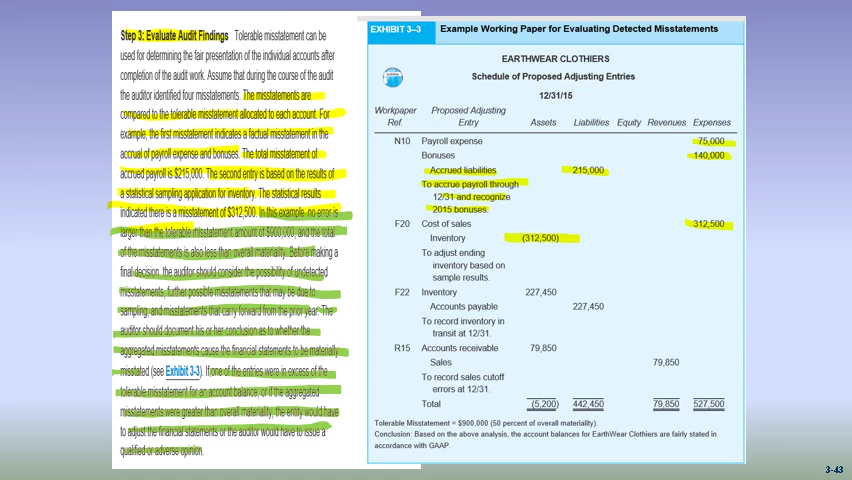 Step 3: Evaluate Audit Findings Tolerable misstatement can be
used for determining the fair presentation of the individual accounts after
completion of the audit work. Assume that during the course of the audit
the auditor identified four misstatements. The misstatements are
compared to the tolerable misstatement allocated to each account. For
example, the first misstatement indicates a factual misstatement in the
accrual of payroll expense and bonuses. The total misstatement of
accrued payroll is $215,000. The second entry is based on the results of
a statistical sampling application for inventory. The statistical results
indicated there is a misstatement of $312,500. In this example, no error is
larger than the tolerable misstatement amount of $900,000, and the total
of the misstatements is also less than overall materiality. Before making a
final decision, the auditor should consider the possibility of undetected
misstatements, further possible misstatements that may be due to
sampling, and misstatements that carry forward from the prior year. The
auditor should document his or her conclusion as to whether the
aggregated misstatements cause the financial statements to be materially
misstated (see Exhibit 3-3). If one of the entries were in excess of the
tolerable misstatement for an account balance, or if the aggregated
misstatements were greater than overall materiality, the entity would have
to adjust the financial statements or the auditor would have to issue a
qualified or adverse opinion.
EXHIBIT 3–3 Example Working Paper for Evaluating Detected Misstatements
EARTHWEAR CLOTHIERS
Schedule of Proposed Adjusting Entries
12/31/15
Workpaper Proposed Adjusting
Ref. Entry Assets Liabilities Equity Revenues Expenses
N10 Payroll expense 75,000
Bonuses 140,000
Accrued liabilities 215,000
To accrue payroll through
12/31 and recognize
2015 bonuses.
F20 Cost of sales 312,500
Inventory (312,500)
To adjust ending
inventory based on
sample results.
F22 Inventory 227,450
Accounts payable 227,450
To record inventory in
transit at 12/31.
R15 Accounts receivable 79,850
Sales 79,850
To record sales cutoff
errors at 12/31.
Total (5,200) 442,450 79,850 527,500
Tolerable Misstatement = $900,000 (50 percent of overall materiality).
Conclusion: Based on the above analysis, the account balances for EarthWear Clothiers are fairly stated in
accordance with GAAP.
3-43